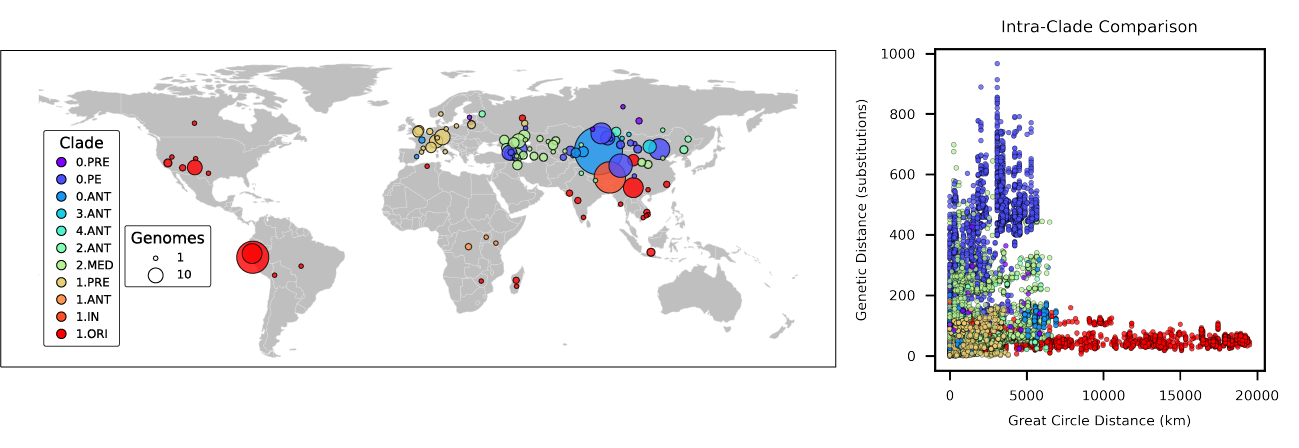 Clade
0.PRE
0.PE
0.ANT
3.ANT
4.ANT
2.ANT
2.MED
1.PRE
1.ANT
1.IN
1.ORI
Genomes
1
10
Intra-Clade Comparison
Genetic Distance (substitutions)
1000
800
600
400
200
0
0 5000 10000 15000 20000
Great Circle Distance (km)